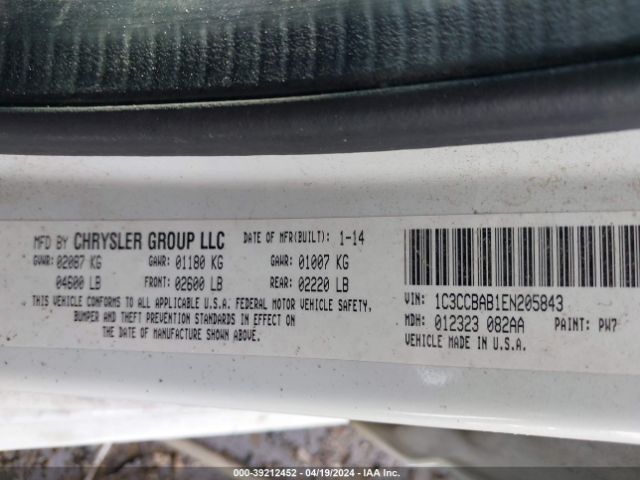 MFD BY CHRYSLER GROUP LLC DATE OF MFR(BUILT): 1-14
GVWR: 02087 KG GAWR: 01180 KG GAWR: 01007 KG
04600 LB FRONT: 02600 LB REAR: 02220 LB
THIS VEHICLE CONFORMS TO ALL APPLICABLE U.S.A. FEDERAL MOTOR VEHICLE SAFETY,
BUMPER AND THEFT PREVENTION STANDARDS IN EFFECT ON
THE DATE OF MANUFACTURE SHOWN ABOVE.
VIN: 1C3CCBAB1EN205843
MDH: 012323 082AA PAINT: PW7
VEHICLE MADE IN U.S.A.
000-39212452 - 04/19/2024 - IAAI.COM